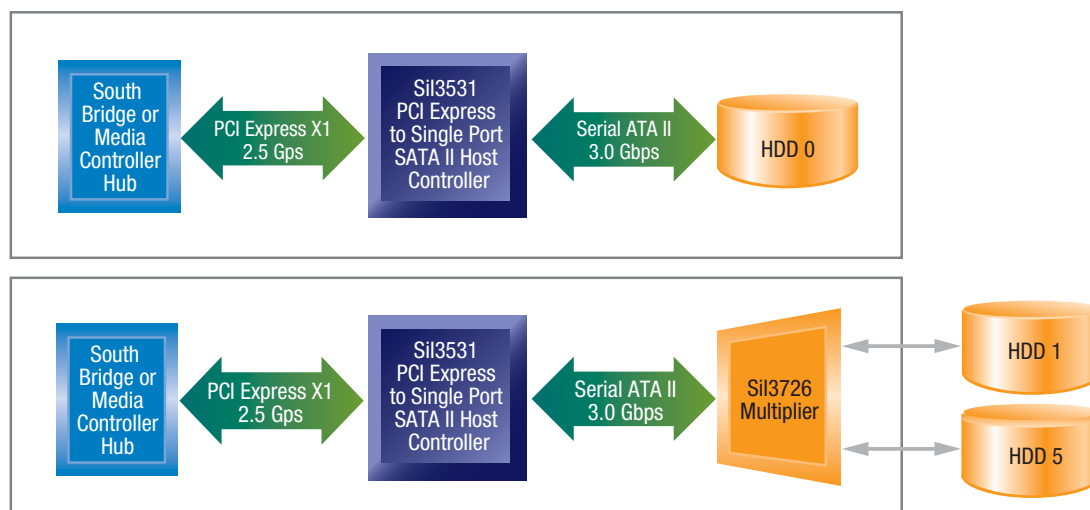 South
Bridge or
Media
Controller
Hub
PCI Express X1
2.5 Gps
SiI3531
PCI Express
to Single Port
SATA II Host
Controller
Serial ATA II
3.0 Gbps
HDD 0
South
Bridge or
Media
Controller
Hub
PCI Express X1
2.5 Gps
SiI3531
PCI Express
to Single Port
SATA II Host
Controller
Serial ATA II
3.0 Gbps
SiI3726
Multiplier
HDD 1
HDD 5